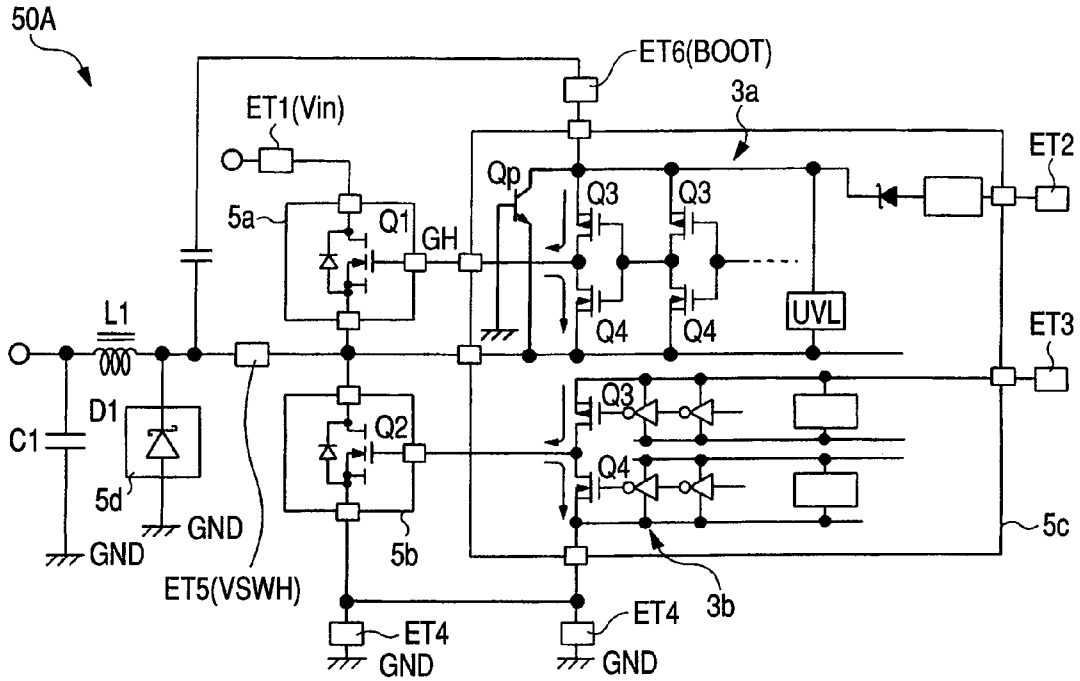 50A
ET6(BOOT)
ET1(Vin)
3a
ET2
Qp
Q3
Q3
5a
Q1
GH
Q4
Q4
UVL
L1
ET3
D1
Q2
Q3
C1
Q4
5d
GND
5b
5c
GND
ET5(VSWH)
3b
ET4
ET4
GND
GND